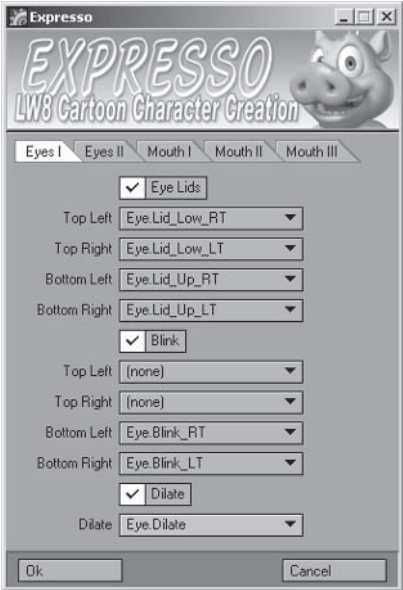 Expresso
EXPRESSO
LW8 Cartoon Character Creation
Eyes I Eyes II Mouth I Mouth II Mouth III
Eye Lids
Top Left Eye.Lid_Low_RT
Top Right Eye.Lid_Low_LT
Bottom Left Eye.Lid_Up_RT
Bottom Right Eye.Lid_Up_LT
Blink
Top Left (none)
Top Right (none)
Bottom Left Eye.Blink_RT
Bottom Right Eye.Blink_LT
Dilate
Dilate Eye.Dilate
Ok Cancel